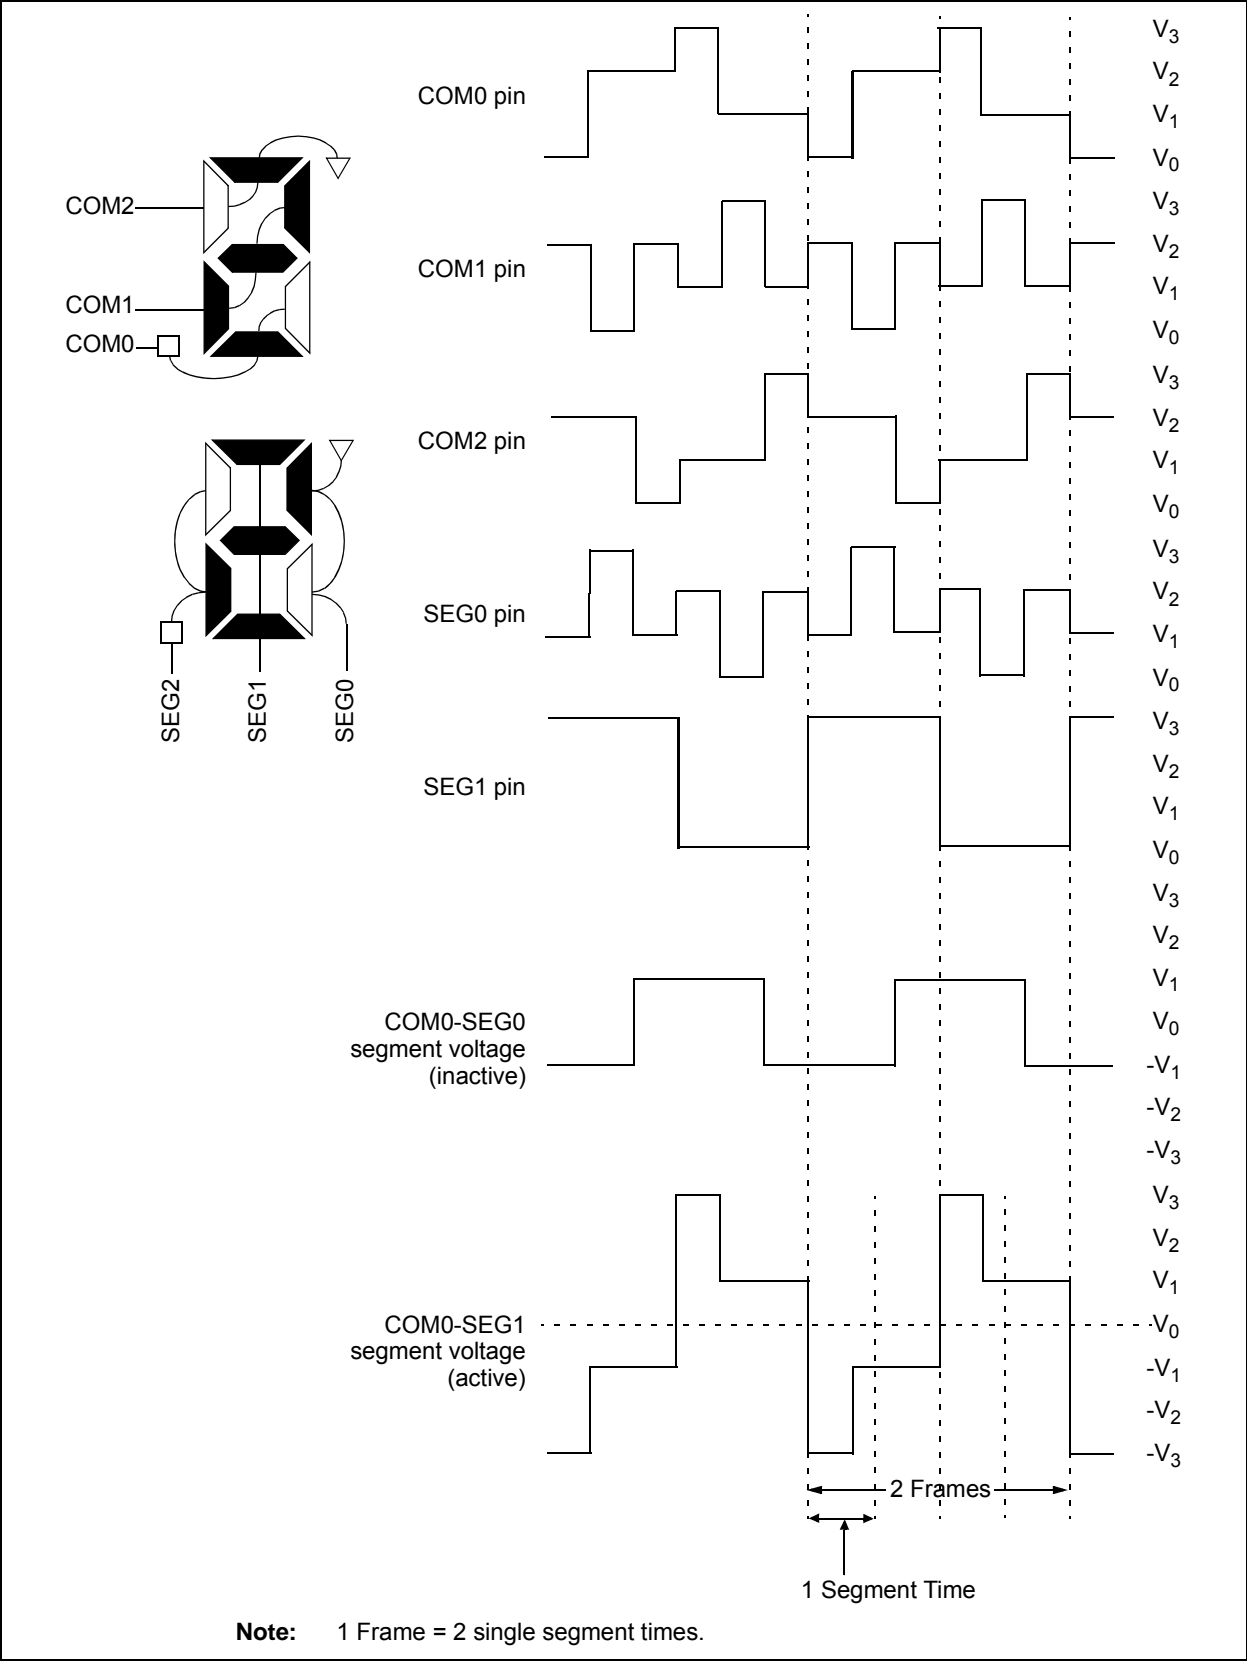 COM0 pin
V3
V2
V1
V0
COM2
COM1
COM0
COM1 pin
V3
V2
V1
V0
COM2 pin
V3
V2
V1
V0
SEG2
SEG1
SEG0
SEG0 pin
V3
V2
V1
V0
SEG1 pin
V3
V2
V1
V0
COM0-SEG0
segment voltage
(inactive)
V3
V2
V1
V0
-V1
-V2
-V3
COM0-SEG1
segment voltage
(active)
V3
V2
V1
V0
-V1
-V2
-V3
2 Frames
1 Segment Time
Note: 1 Frame = 2 single segment times.